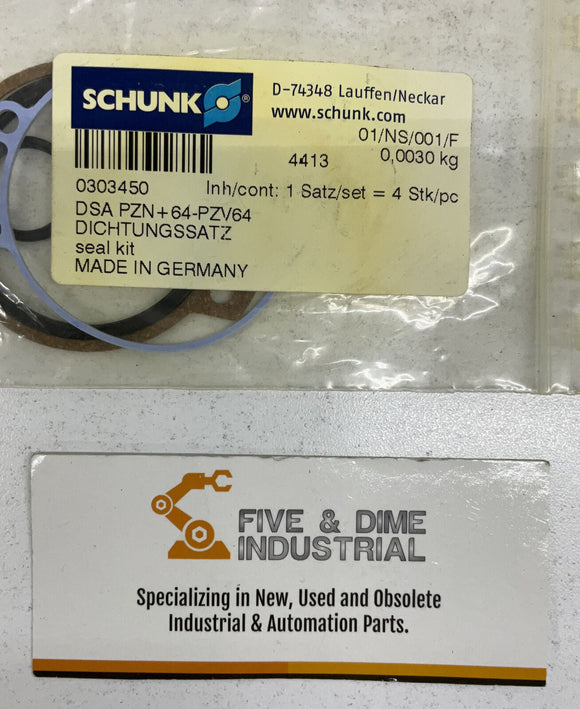 SCHUNK ®
D-74348 Lauffen/Neckar
www.schunk.com
01/NS/001/F
4413 0,0030 kg
0303450 Inh/cont: 1 Satz/set = 4 Stk/pc
DSA PZN+64-PZV64
DICHTUNGSSATZ
seal kit
MADE IN GERMANY
FIVE & DIME
INDUSTRIAL
Specializing in New, Used and Obsolete
Industrial & Automation Parts.